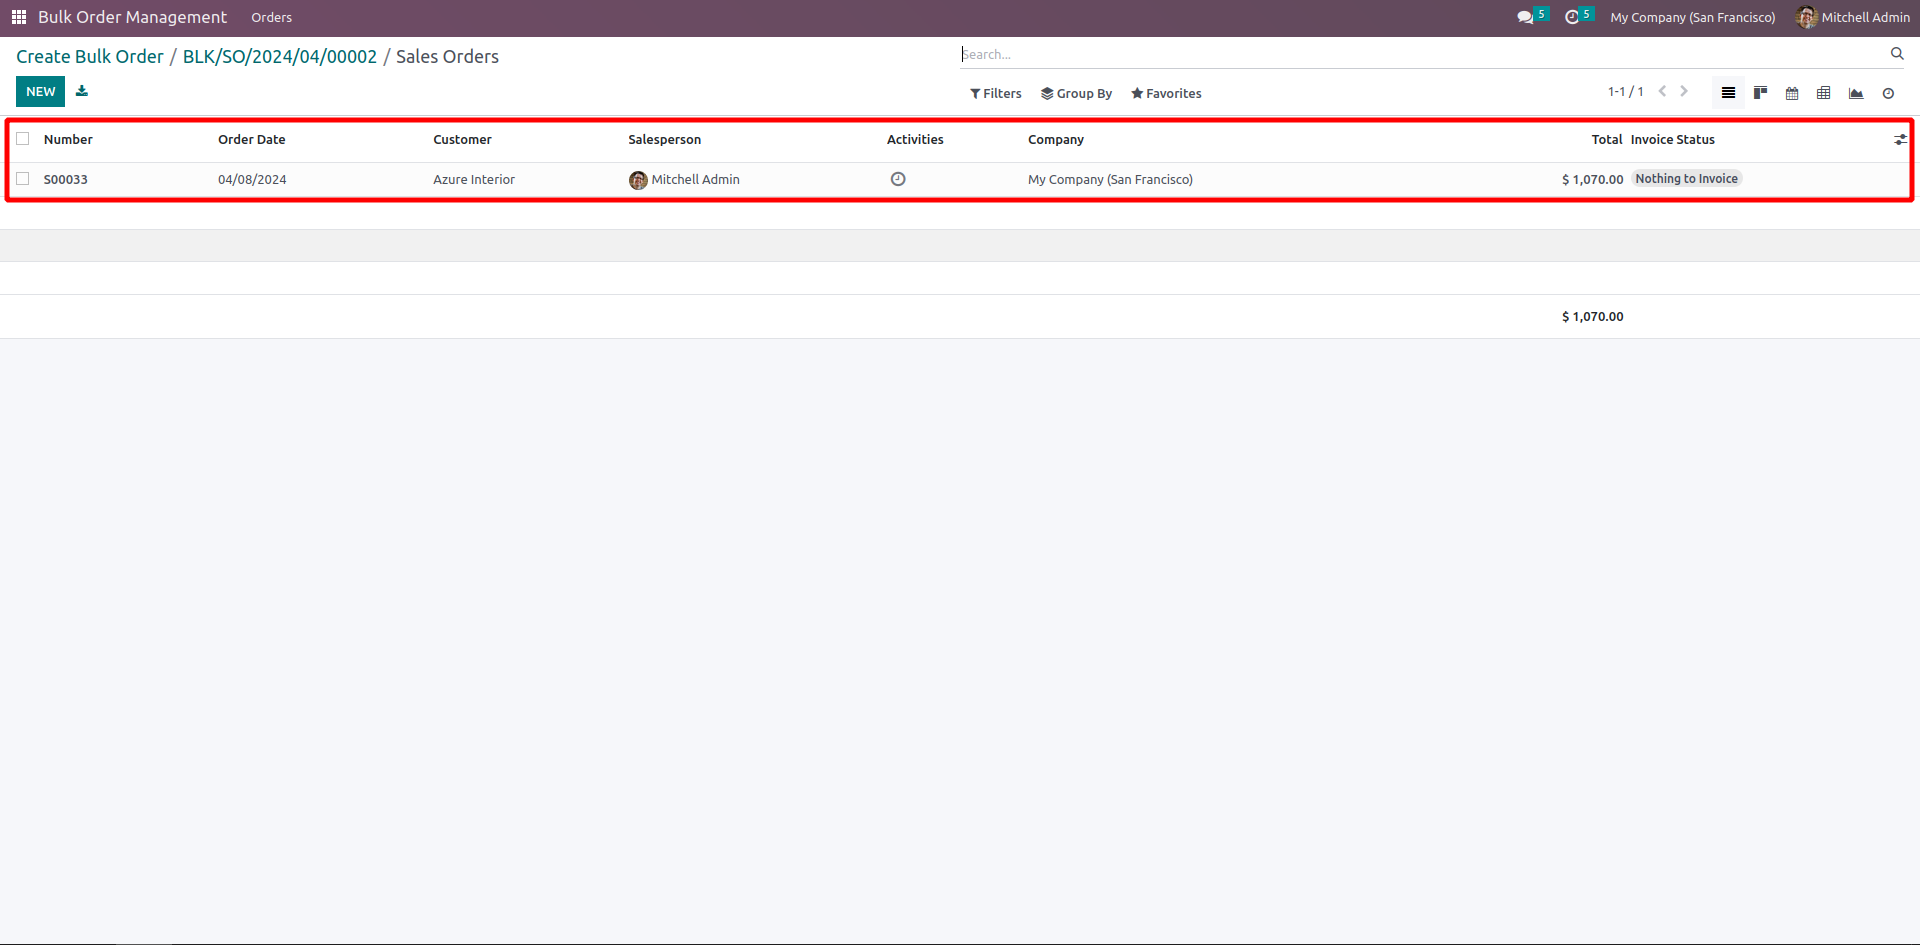 Bulk Order Management Orders 5 5 My Company (San Francisco) Mitchell Admin
Create Bulk Order / BLK/SO/2024/04/00002 / Sales Orders
Search...
NEW
Filters Group By Favorites
1-1 / 1
Number Order Date Customer Salesperson Activities Company Total Invoice Status
S00033 04/08/2024 Azure Interior Mitchell Admin My Company (San Francisco) $ 1,070.00 Nothing to Invoice
$ 1,070.00